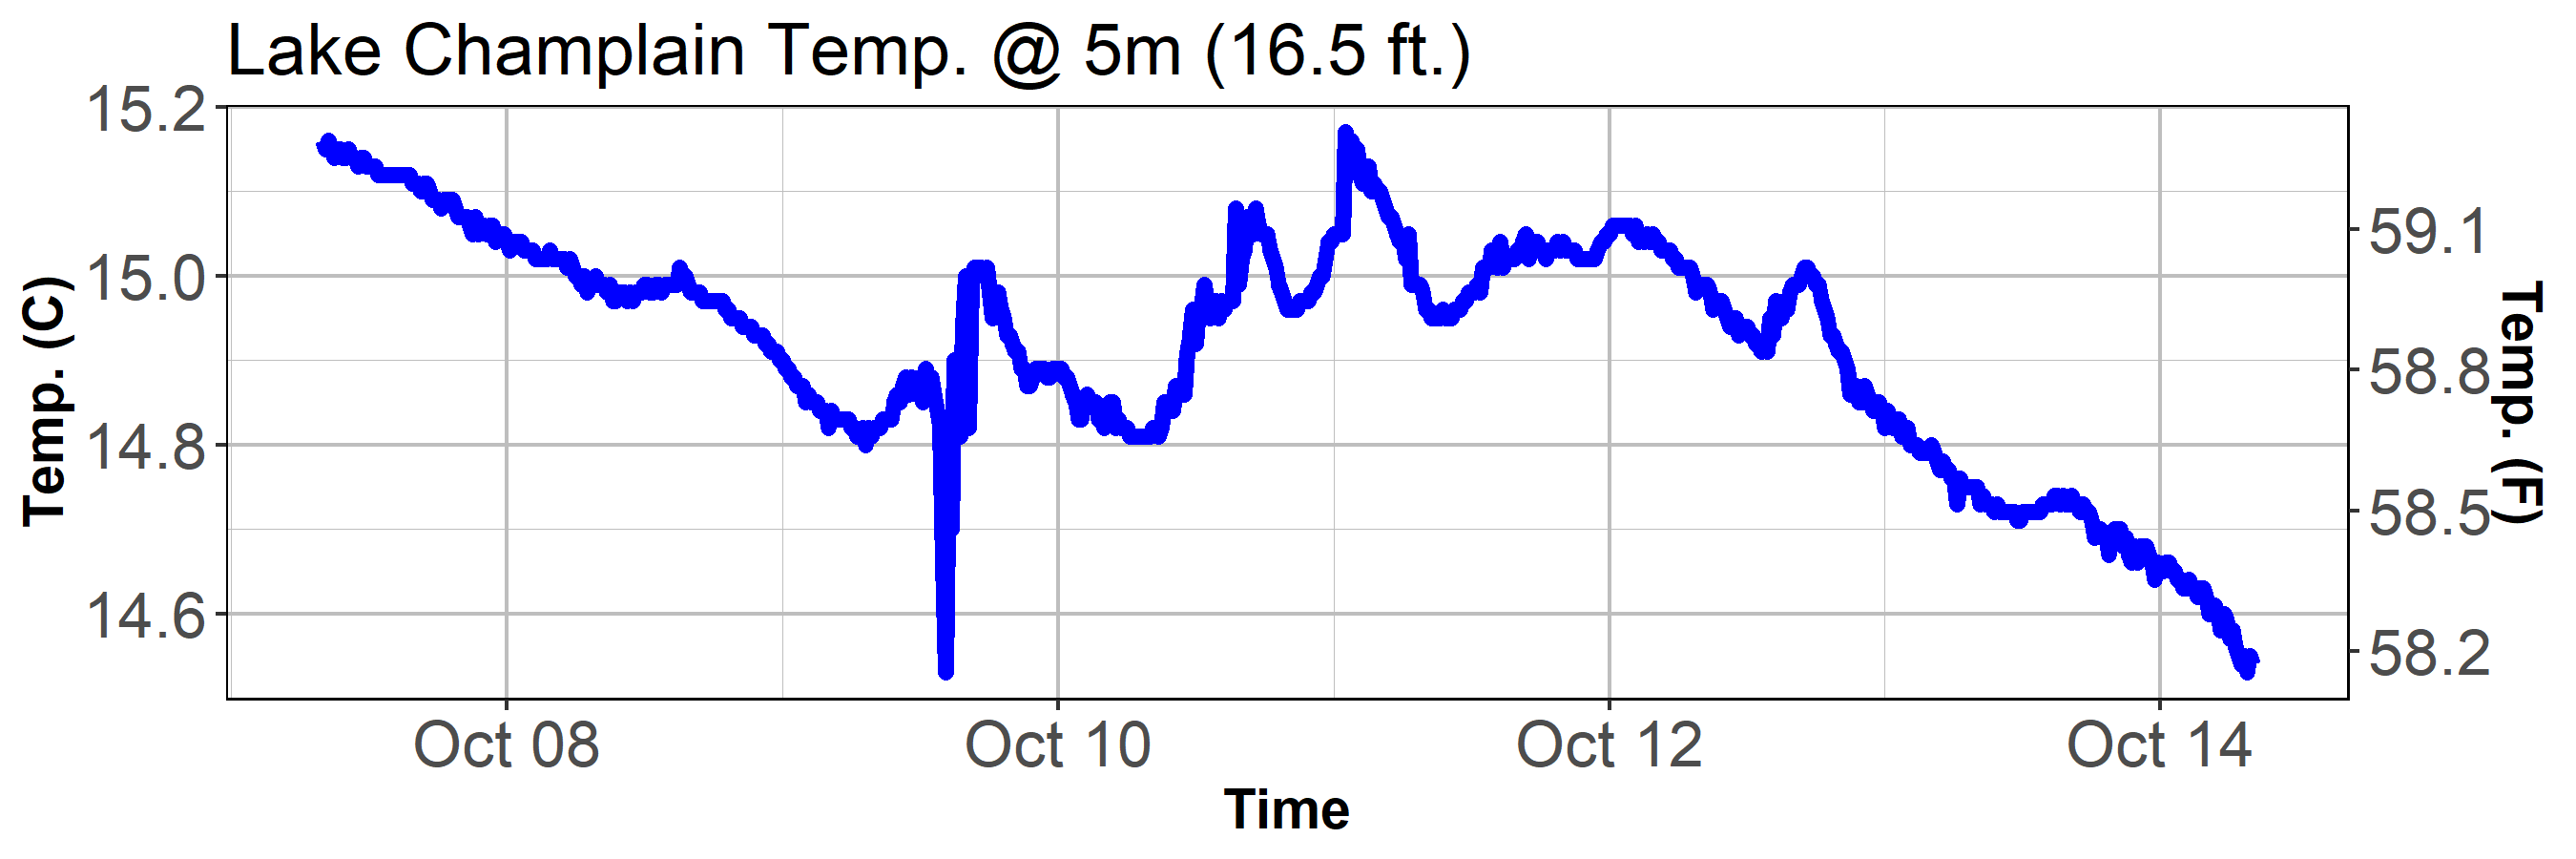 Lake Champlain Temp. @ 5m (16.5 ft.)
15.2
15.0
14.8
14.6
Temp. (C)
59.1
58.8
58.5
58.2
Temp. (F)
Oct 08 Oct 10 Oct 12 Oct 14
Time